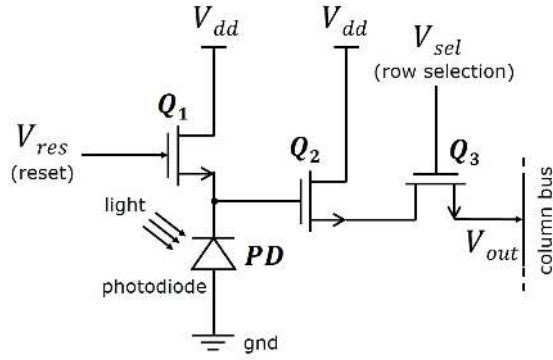 V_dd
V_dd
V_sel
(row selection)
Q_1
V_res
(reset)
Q_2
Q_3
light
PD
photodiode
V_out
column bus
gnd